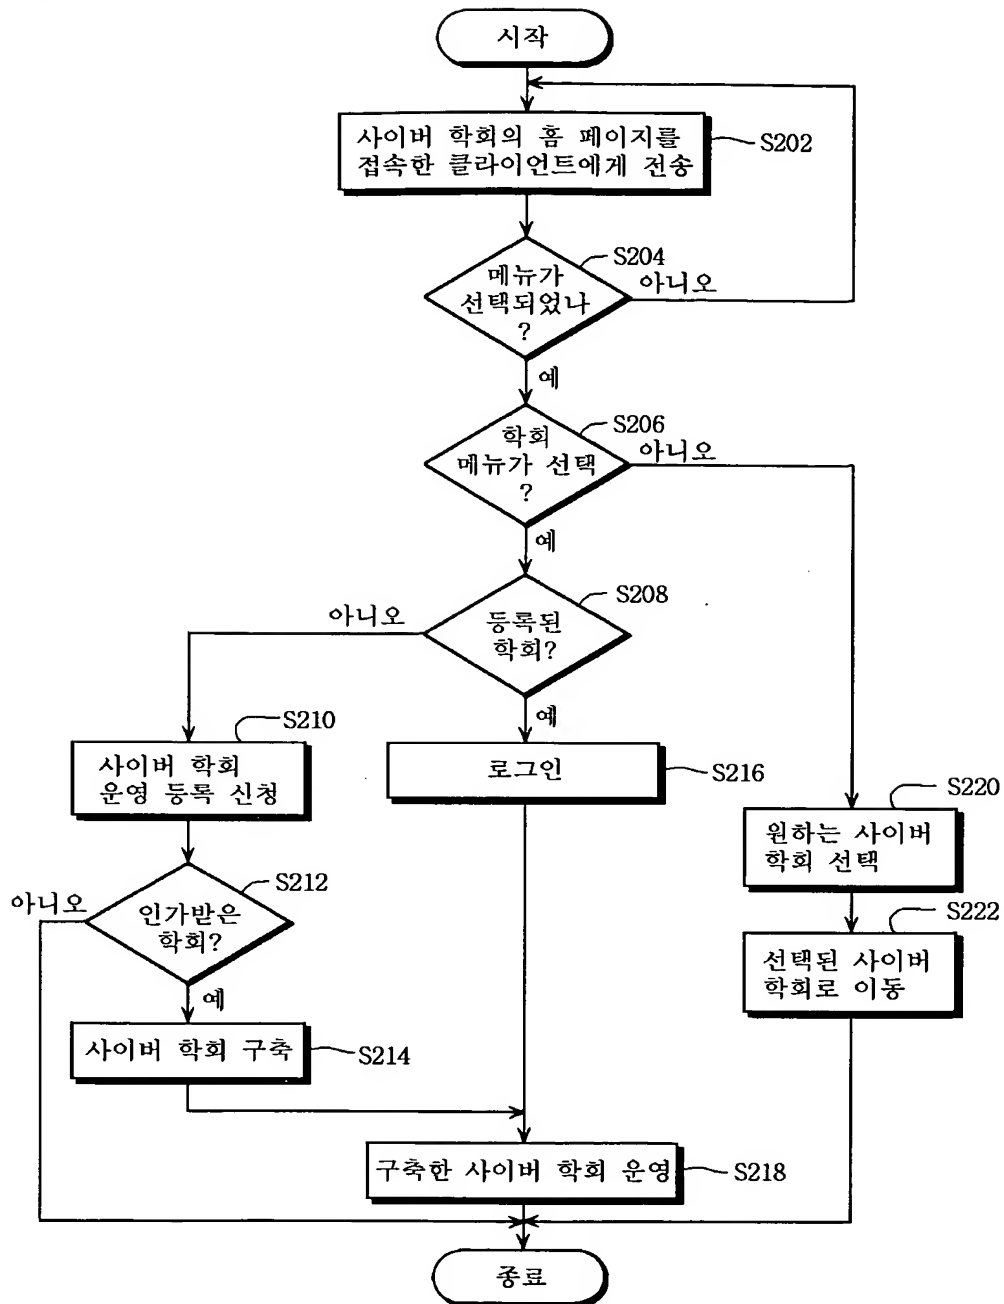 시작
사이버 학회의 홈 페이지를
접속한 클라이언트에게 전송
S202
메뉴가
선택되었나
?
S204
아니오
예
학회
메뉴가 선택
?
S206
아니오
예
등록된
학회?
S208
아니오
예
사이버 학회
운영 등록 신청
S210
로그인
S216
원하는 사이버
학회 선택
S220
인가받은
학회?
S212
아니오
예
선택된 사이버
학회로 이동
S222
사이버 학회 구축
S214
구축한 사이버 학회 운영
S218
종료